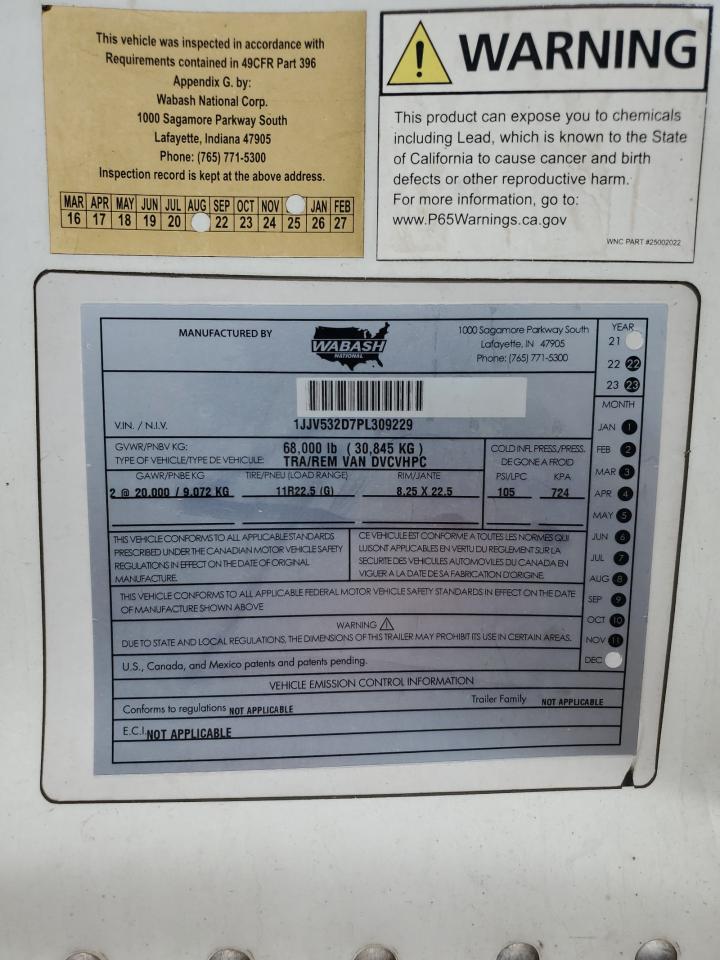 This vehicle was inspected in accordance with
Requirements contained in 49CFR Part 396
Appendix G. by:
Wabash National Corp.
1000 Sagamore Parkway South
Lafayette, Indiana 47905
Phone: (765) 771-5300
Inspection record is kept at the above address.
MAR APR MAY JUN JUL AUG SEP OCT NOV JAN FEB
16 17 18 19 20 22 23 24 25 26 27
WARNING
This product can expose you to chemicals
including Lead, which is known to the State
of California to cause cancer and birth
defects or other reproductive harm.
For more information, go to:
www.P65Warnings.ca.gov
WNC PART #25002022
MANUFACTURED BY
WABASH
NATIONAL
1000 Sagamore Parkway South
Lafayette, IN 47905
Phone: (765) 771-5300
YEAR
21
22 22
23 23
MONTH
JAN 1
FEB 2
MAR 3
APR 4
MAY 5
JUN 6
JUL 7
AUG 8
SEP 9
OCT 10
NOV 11
DEC
V.IN. / N.I.V. 1JJV532D7PL309229
GVWR/PNBV KG: 68,000 lb ( 30,845 KG )
TYPE OF VEHICLE/TYPE DE VEHICULE: TRA/REM VAN DVCVHPC
COLD INFL PRESS./PRESS.
DE GONE A FROID
GAWR/PNBE KG TIRE/PNEU (LOAD RANGE) RIM/JANTE PSI/LPC KPA
2 @ 20,000 / 9,072 KG 11R22.5 (G) 8.25 X 22.5 105 724
THIS VEHICLE CONFORMS TO ALL APPLICABLE STANDARDS
PRESCRIBED UNDER THE CANADIAN MOTOR VEHICLE SAFETY
REGULATIONS IN EFFECT ON THE DATE OF ORIGINAL
MANUFACTURE.
CE VEHICULE EST CONFORME A TOUTES LES NORMES QUI
LUI SONT APPLICABLES EN VERTU DU REGLEMENT SUR LA
SECURITE DES VEHICULES AUTOMOVILES DU CANADA EN
VIGUER A LA DATE DE SA FABRICATION D'ORIGINE.
THIS VEHICLE CONFORMS TO ALL APPLICABLE FEDERAL MOTOR VEHICLE SAFETY STANDARDS IN EFFECT ON THE DATE
OF MANUFACTURE SHOWN ABOVE
WARNING
DUE TO STATE AND LOCAL REGULATIONS, THE DIMENSIONS OF THIS TRAILER MAY PROHIBIT ITS USE IN CERTAIN AREAS.
U.S., Canada, and Mexico patents and patents pending.
VEHICLE EMISSION CONTROL INFORMATION
Conforms to regulations NOT APPLICABLE Trailer Family NOT APPLICABLE
E.C.I. NOT APPLICABLE